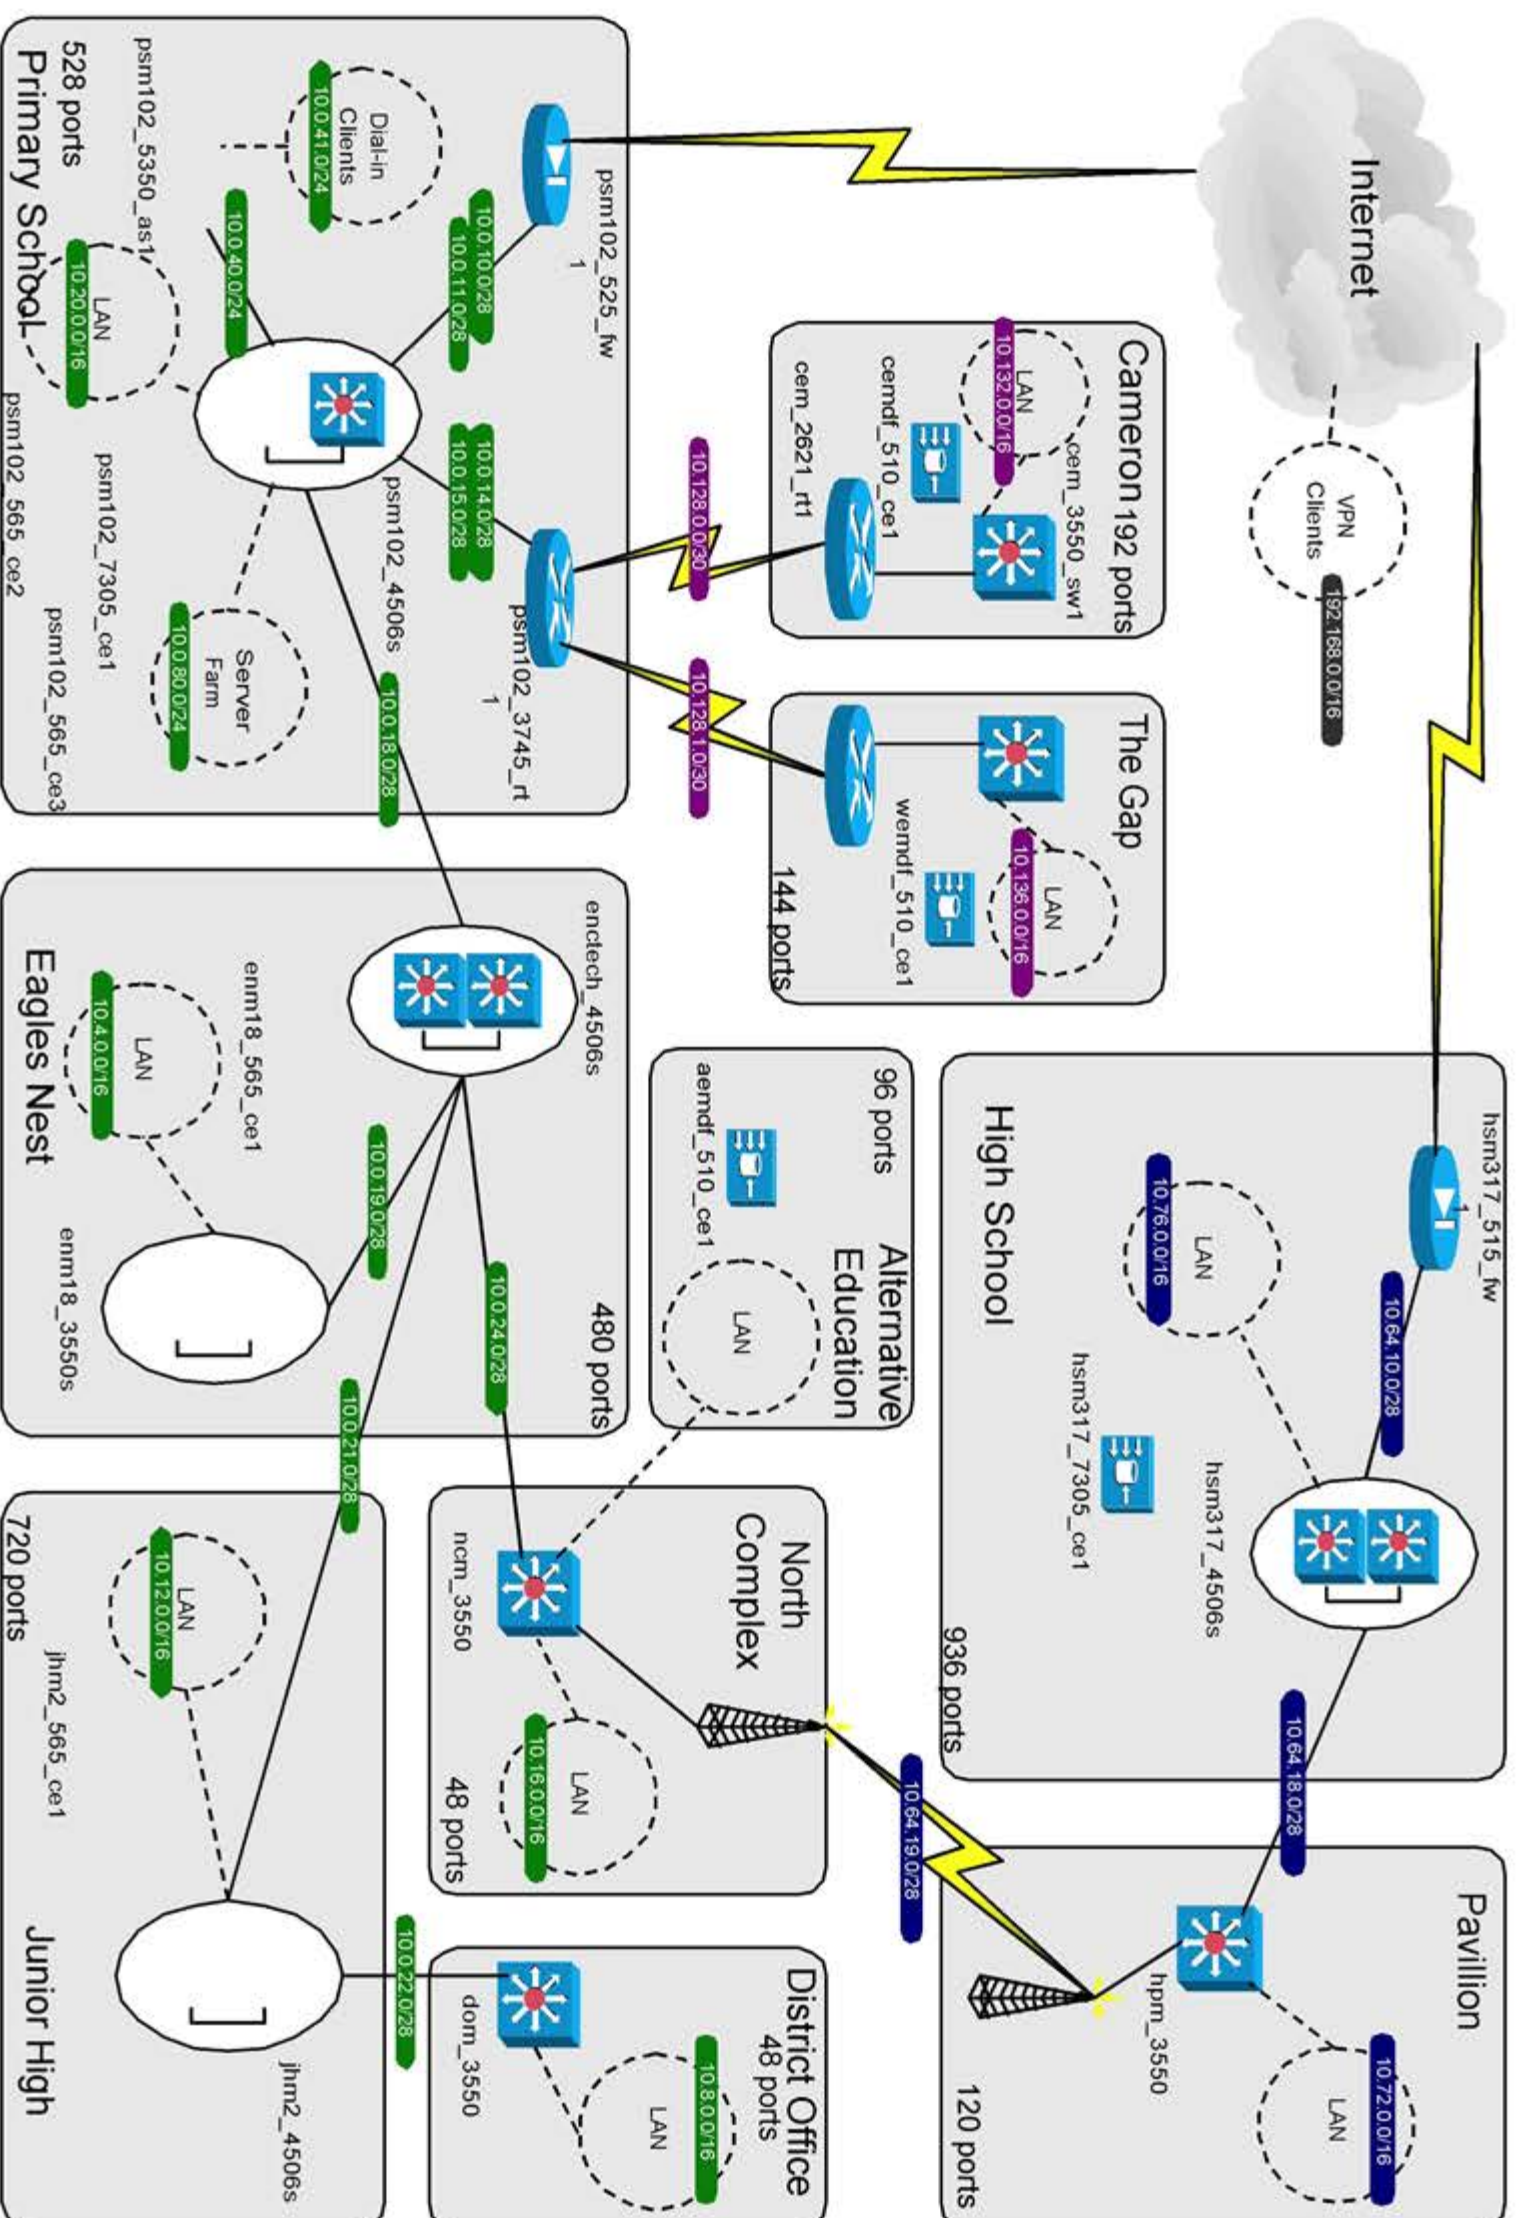 Internet
VPN
Clients
192.168.0.0/16
hsm317_515_fw
1
High School
LAN
10.76.0.0/16
10.64.10.0/28
hsm317_7305_ce1
hsm317_4506s
936 ports
10.64.18.0/28
Pavillion
hpm_3550
LAN
10.72.0.0/16
120 ports
Cameron
192 ports
LAN
10.132.0.0/16
cem_3550_sw1
cemdf_510_ce1
cem_2621_rt1
The Gap
LAN
10.136.0.0/16
wemdf_510_ce1
144 ports
10.128.0.0/30
10.128.1.0/30
96 ports
Alternative
Education
aemdf_510_ce1
LAN
North
Complex
ncm_3550
LAN
10.16.0.0/16
48 ports
10.64.19.0/28
District Office
48 ports
dom_3550
LAN
10.8.0.0/16
psm102_525_fw
1
Dial-in
Clients
10.0.41.0/24
10.0.10.0/28
10.0.11.0/28
10.0.40.0/24
10.0.14.0/28
10.0.15.0/28
psm102_3745_rt
1
psm102_5350_as1
LAN
10.20.0.0/16
psm102_4506s
psm102_7305_ce1
psm102_565_ce2
psm102_565_ce3
Server
Farm
10.0.80.0/24
528 ports
Primary School
10.0.18.0/28
enctech_4506s
480 ports
enm18_565_ce1
LAN
10.4.0.0/16
10.0.19.0/28
10.0.24.0/28
enm18_3550s
Eagles Nest
10.0.21.0/28
LAN
10.12.0.0/16
jhm2_565_ce1
720 ports
10.0.22.0/28
jhm2_4506s
Junior High